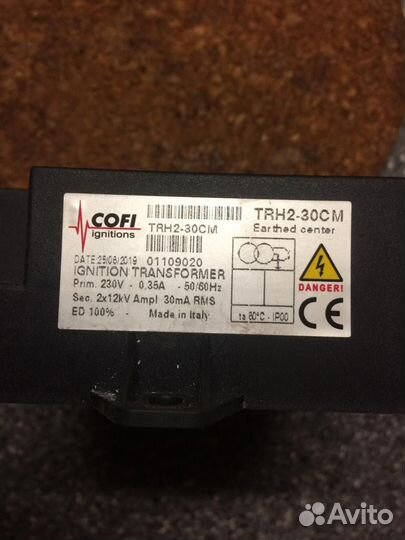 COFI
ignitions
TRH2-30CM
TRH2-30CM
Earthed center
DATE:25/06/2019 01109020
IGNITION TRANSFORMER
Prim. 230V - 0,35A - 50/60Hz
Sec. 2x12kV Ampl 30mA RMS
ED 100% - Made in Italy
ta 60°C - IP00
DANGER!
CE
Avito